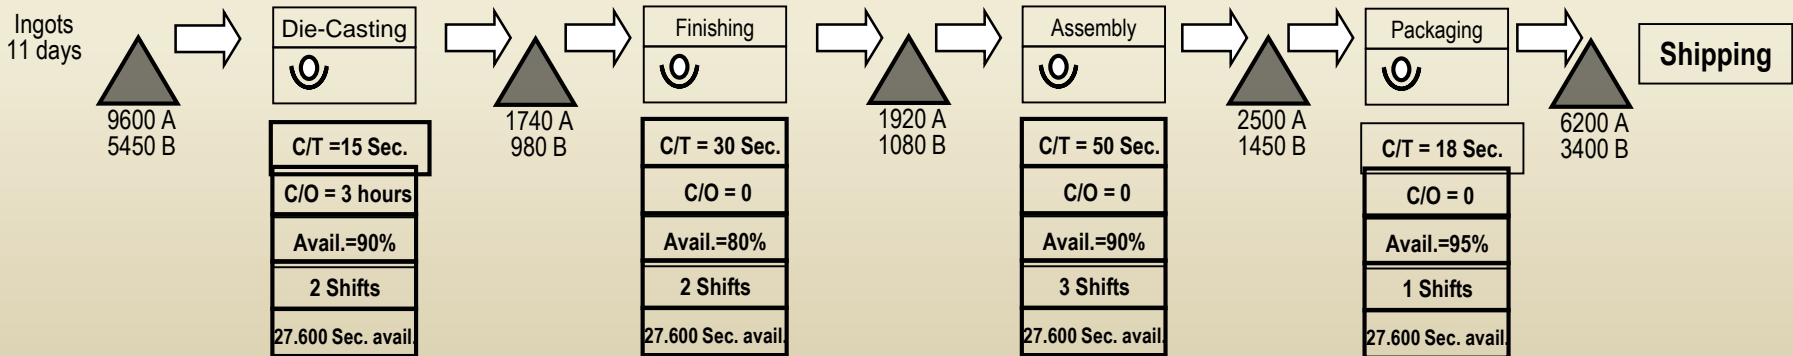 Ingots
11 days
9600 A
5450 B
Die-Casting
C/T =15 Sec.
C/O = 3 hours
Avail.=90%
2 Shifts
27.600 Sec. avail.
1740 A
980 B
Finishing
C/T = 30 Sec.
C/O = 0
Avail.=80%
2 Shifts
27.600 Sec. avail.
1920 A
1080 B
Assembly
C/T = 50 Sec.
C/O = 0
Avail.=90%
3 Shifts
27.600 Sec. avail.
2500 A
1450 B
Packaging
C/T = 18 Sec.
C/O = 0
Avail.=95%
1 Shifts
27.600 Sec. avail.
6200 A
3400 B
Shipping